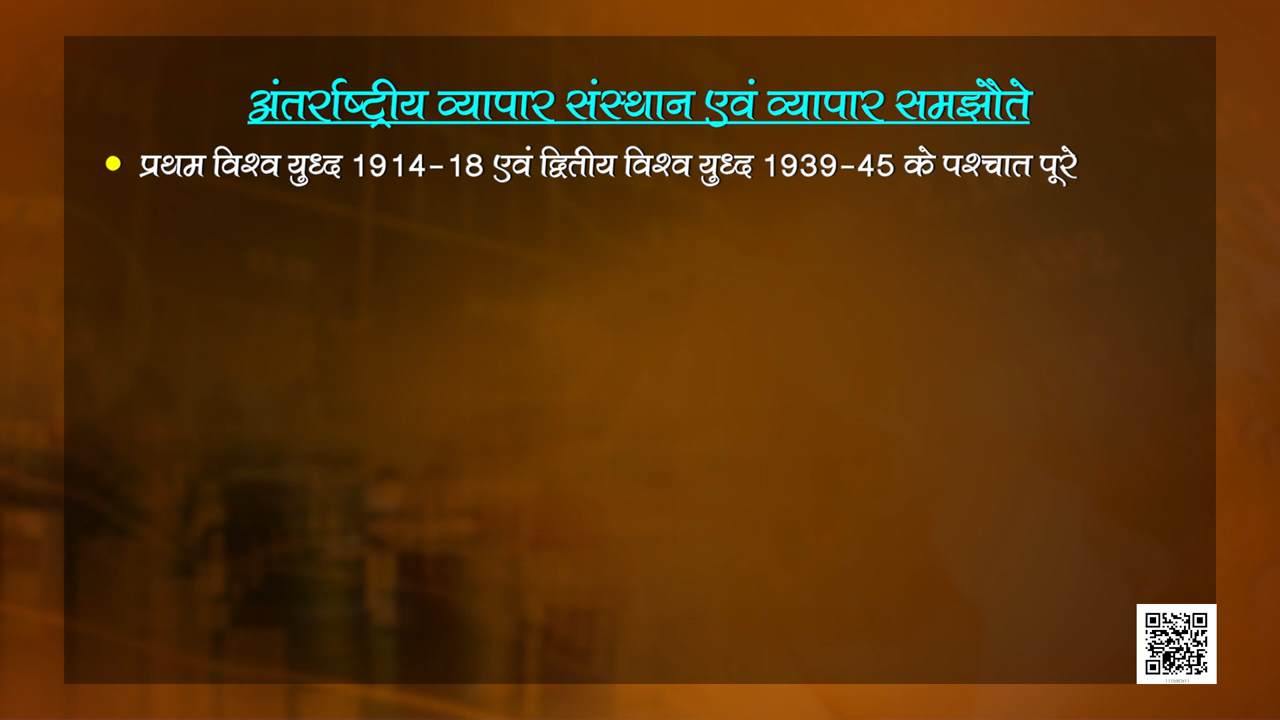 अंतर्राष्ट्रीय व्यापार संस्थान एवं व्यापार समझौते
• प्रथम विश्व युध्द 1914-18 एवं द्वितीय विश्व युध्द 1939-45 के पश्चात पूरे